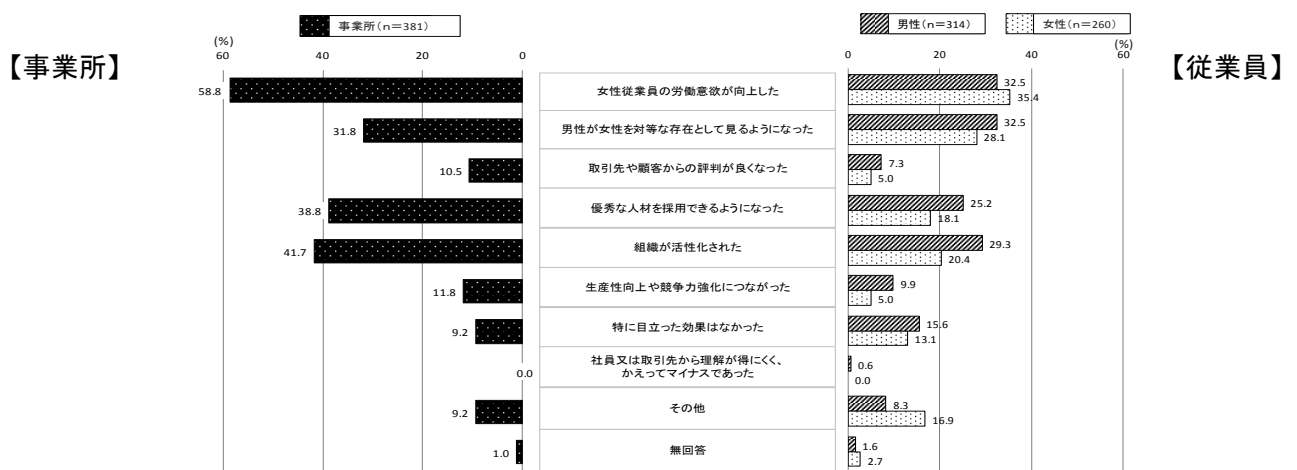 事業所(n=381)
男性(n=314)
女性(n=260)
【事業所】
(%)
60
40
20
0
0
20
40
60
(%)
【従業員】
58.8
女性従業員の労働意欲が向上した
32.5
35.4
31.8
男性が女性を対等な存在として見るようになった
32.5
28.1
10.5
取引先や顧客からの評判が良くなった
7.3
5.0
38.8
優秀な人材を採用できるようになった
25.2
18.1
41.7
組織が活性化された
29.3
20.4
11.8
生産性向上や競争力強化につながった
9.9
5.0
9.2
特に目立った効果はなかった
15.6
13.1
0.0
社員又は取引先から理解が得にくく、
かえってマイナスであった
0.6
0.0
9.2
その他
8.3
16.9
1.0
無回答
1.6
2.7